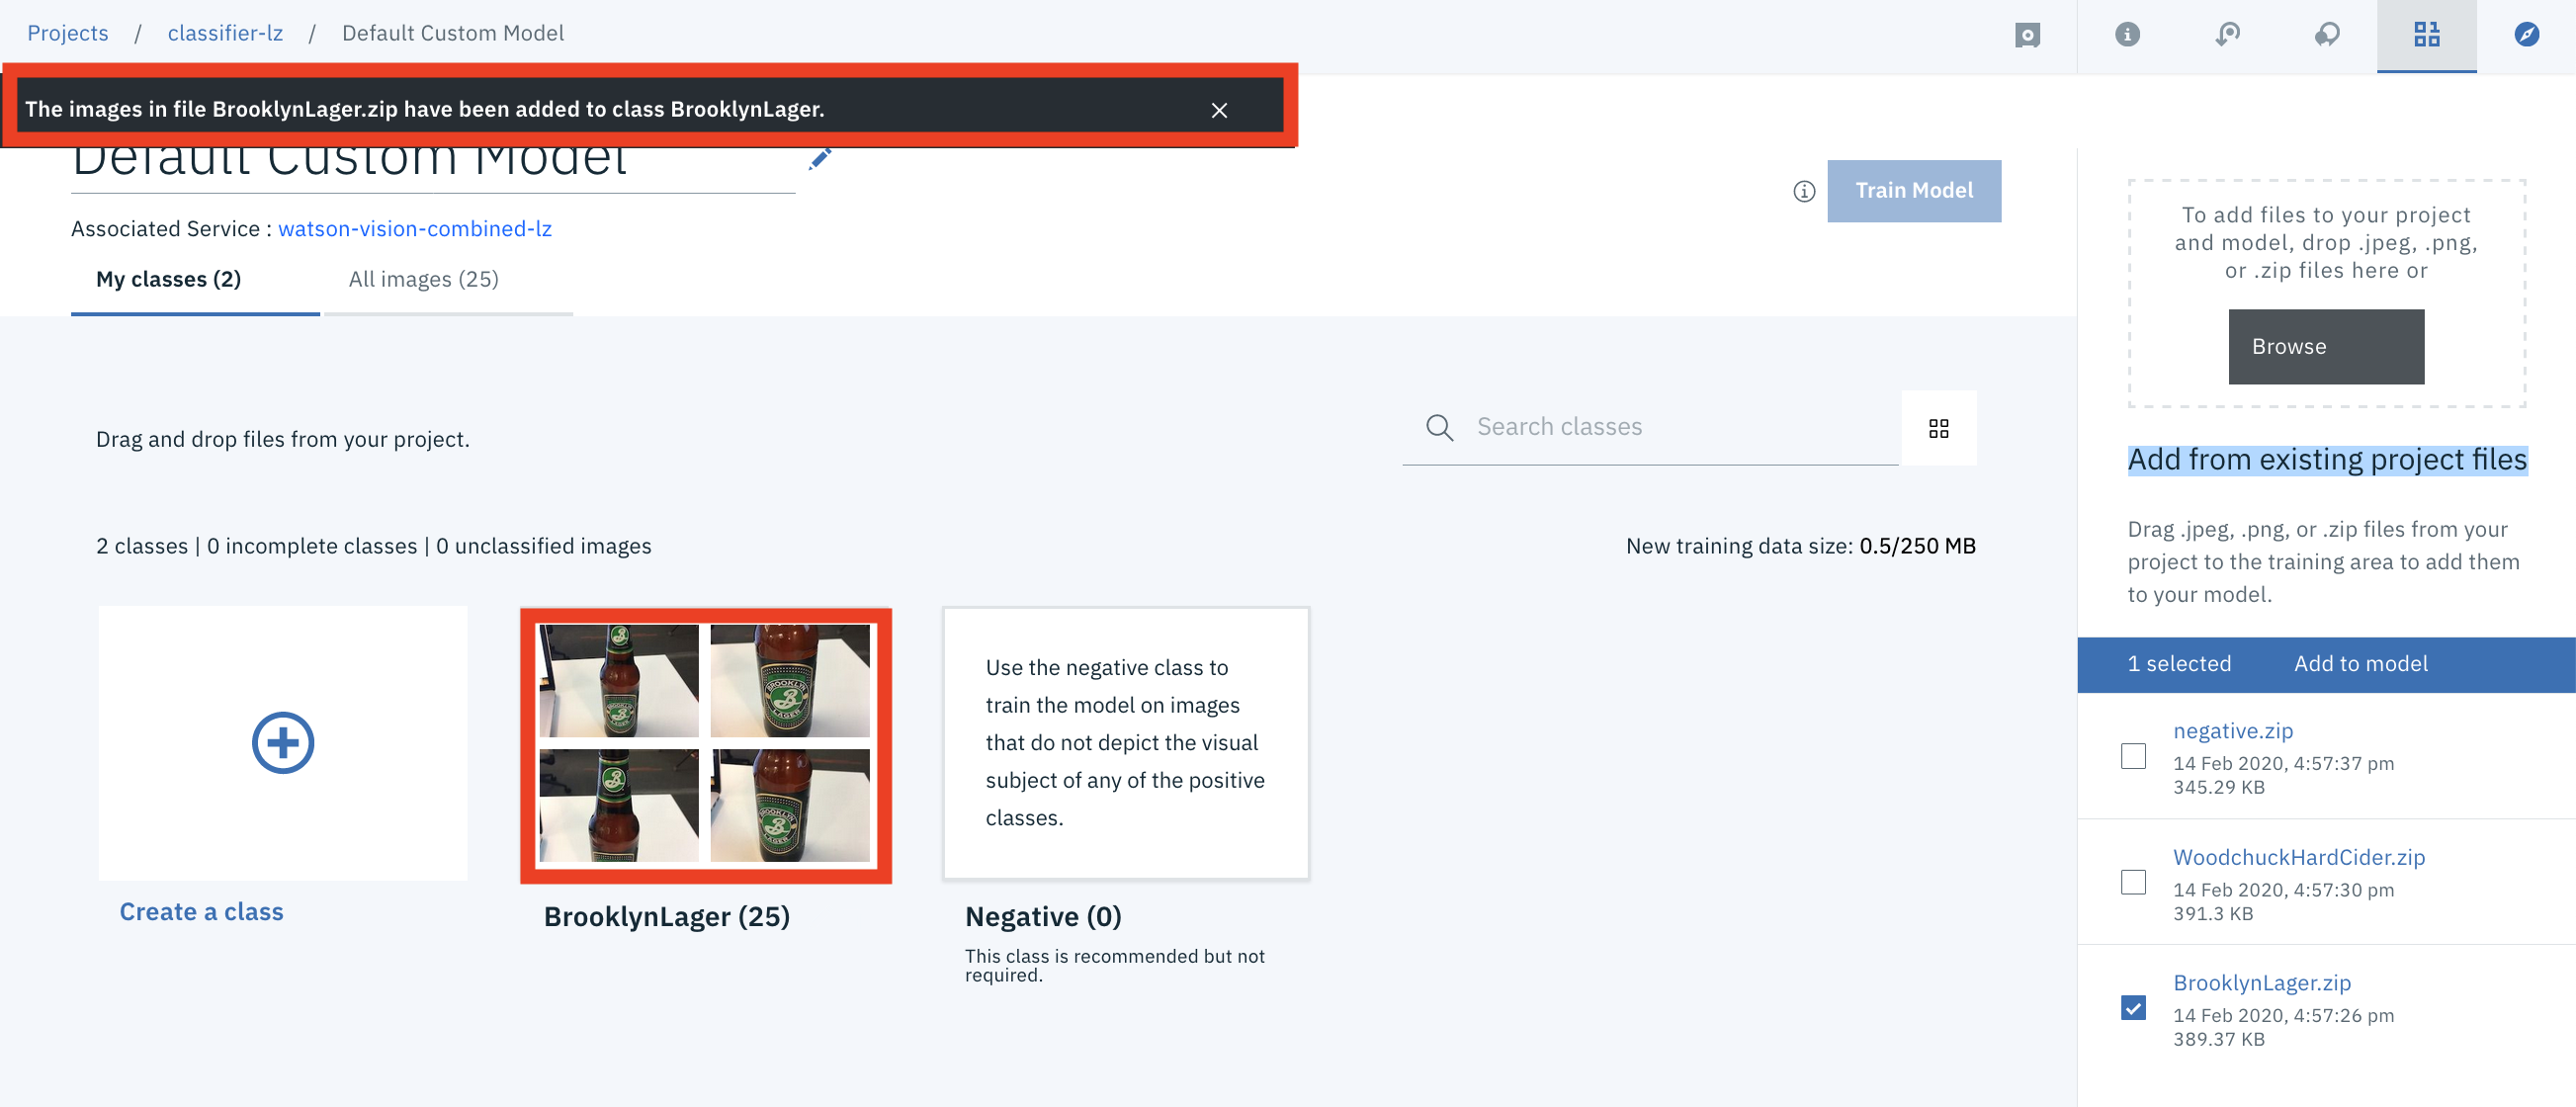 Projects / classifier-lz / Default Custom Model
The images in file BrooklynLager.zip have been added to class BrooklynLager.
Default Custom Model
Train Model
Associated Service : watson-vision-combined-lz
My classes (2)
All images (25)
Drag and drop files from your project.
Search classes
2 classes | 0 incomplete classes | 0 unclassified images
New training data size: 0.5/250 MB
Create a class
BROOKLYN
LAGER
BROOKLYN
LAGER
BrooklynLager (25)
Use the negative class to
train the model on images
that do not depict the visual
subject of any of the positive
classes.
Negative (0)
This class is recommended but not
required.
To add files to your project
and model, drop .jpeg, .png,
or .zip files here or
Browse
Add from existing project files
Drag .jpeg, .png, or .zip files from your
project to the training area to add them
to your model.
1 selected
Add to model
negative.zip
14 Feb 2020, 4:57:37 pm
345.29 KB
WoodchuckHardCider.zip
14 Feb 2020, 4:57:30 pm
391.3 KB
BrooklynLager.zip
14 Feb 2020, 4:57:26 pm
389.37 KB